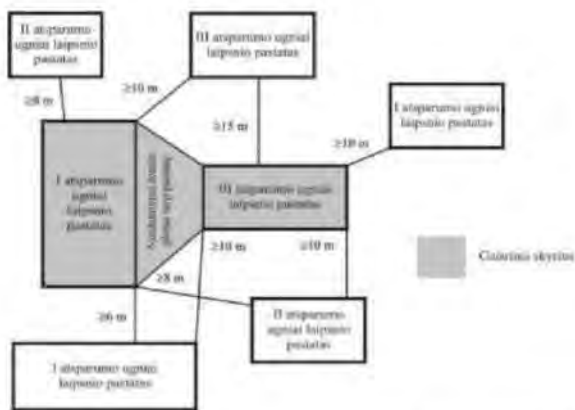 II atsparumo
ugniai laipsnio
pastatas
III atsparumo ugniai
laipsnio pastatas
≥8 m
≥10 m
I atsparumo ugniai
laipsnio pastatas
≥15 m
≥10 m
I atsparumo
ugniai
laipsnio
pastatas
III atsparumo ugniai
laipsnio pastatas
≥10 m
≥10 m
Gaisrinis skyrius
≥8 m
≥6 m
II atsparumo
ugniai laipsnio
pastatas
I atsparumo ugniai
laipsnio pastatas